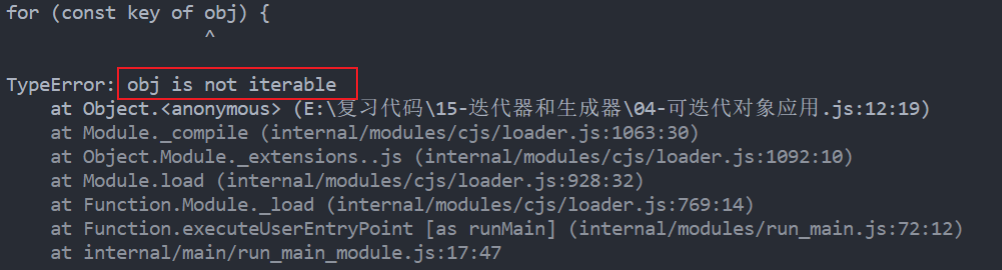 for (const key of obj) {
^
TypeError: obj is not iterable
at Object.<anonymous> (E:\复习代码\15-迭代器和生成器\04-可迭代对象应用.js:12:19)
at Module._compile (internal/modules/cjs/loader.js:1063:30)
at Object.Module._extensions..js (internal/modules/cjs/loader.js:1092:10)
at Module.load (internal/modules/cjs/loader.js:928:32)
at Function.Module._load (internal/modules/cjs/loader.js:769:14)
at Function.executeUserEntryPoint [as runMain] (internal/modules/run_main.js:72:12)
at internal/main/run_main_module.js:17:47